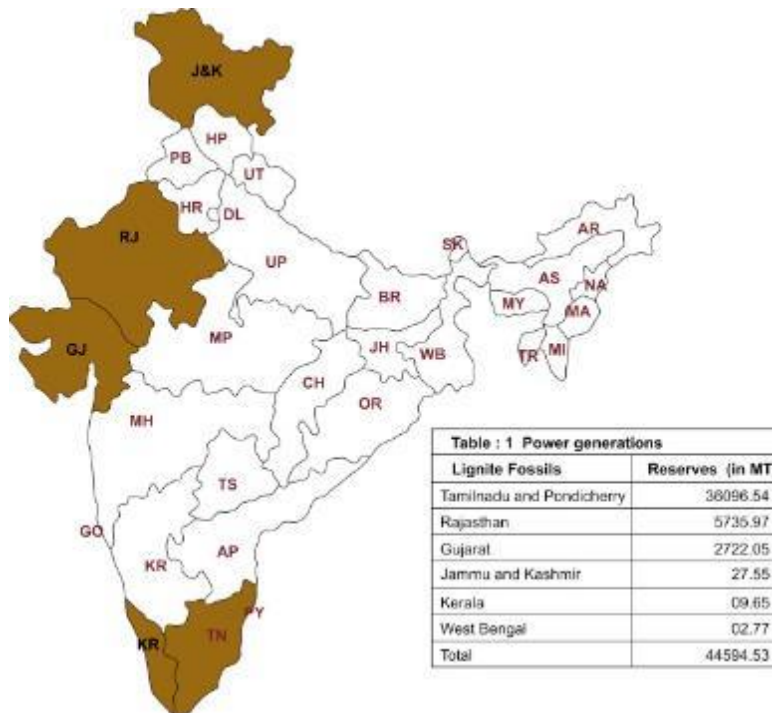 J&K
HP
PB
UT
HR
DL
RJ
AR
SK
UP
AS
NA
BR
MY
MA
MP
GJ
JH
WB
TR
MI
CH
OR
MH
TS
GO
AP
KR
PY
TN
KR
Table : 1 Power generations
Lignite Fossils Reserves (in MT
Tamilnadu and Pondicherry 36096.54
Rajasthan 5735.97
Gujarat 2722.05
Jammu and Kashmir 27.55
Kerala 09.65
West Bengal 02.77
Total 44594.53